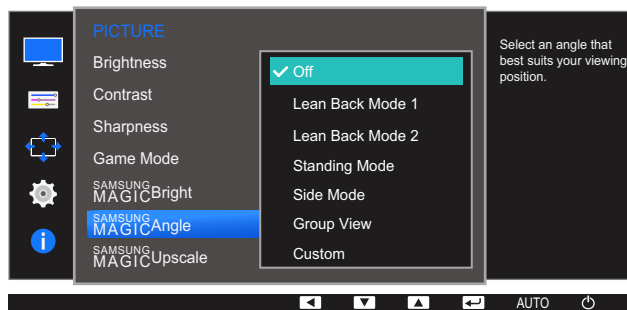 PICTURE
Brightness
Contrast
Sharpness
Game Mode
SAMSUNG MAGIC Bright
SAMSUNG MAGIC Angle
SAMSUNG MAGIC Upscale
Off
Lean Back Mode 1
Lean Back Mode 2
Standing Mode
Side Mode
Group View
Custom
Select an angle that
best suits your viewing
position.
AUTO